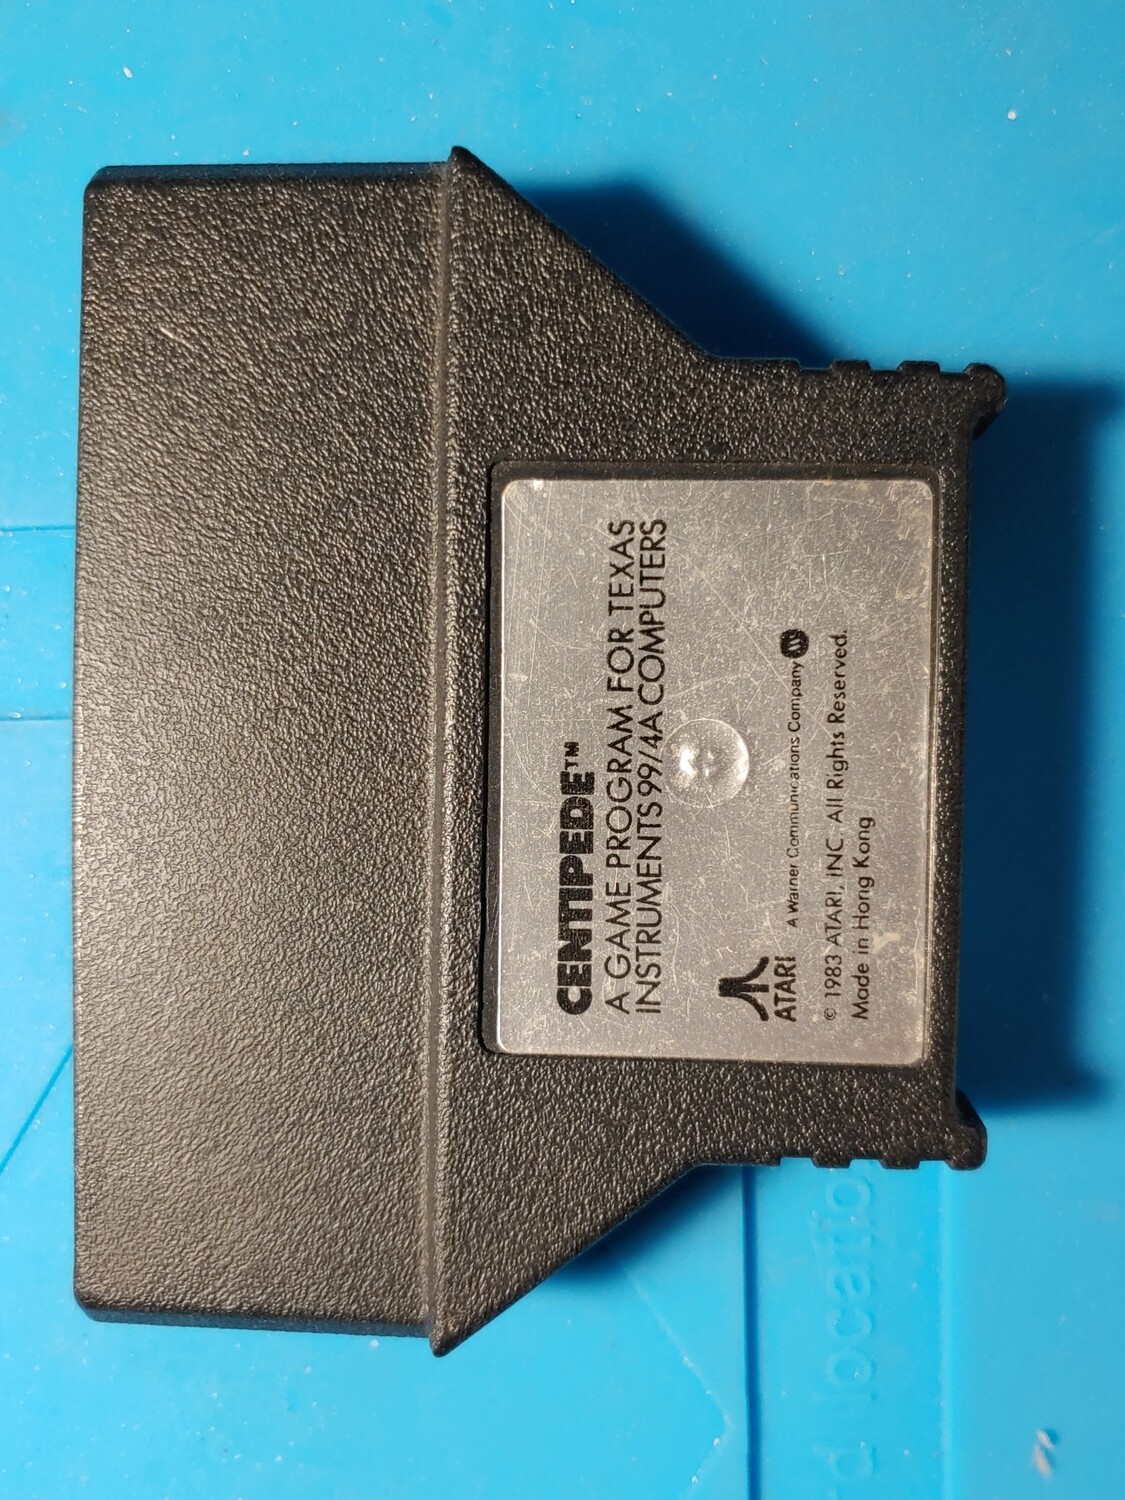 CENTIPEDE™
A GAME PROGRAM FOR TEXAS
INSTRUMENTS 99/4A COMPUTERS
ATARI
A Warner Communications Company
© 1983 ATARI, INC. All Rights Reserved.
Made in Hong Kong
d locatio